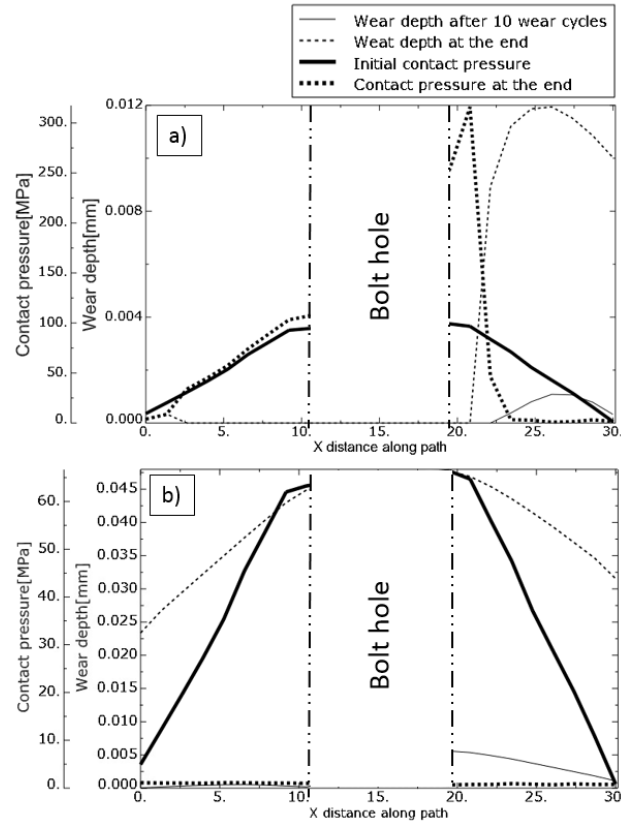 Wear depth after 10 wear cycles
Weat depth at the end
Initial contact pressure
Contact pressure at the end
a)
Contact pressure[MPa]
300.
250.
200.
150.
100.
50.
0.
Wear depth[mm]
0.012
0.008
0.004
0.000
Bolt hole
0. 5. 10. 15. 20. 25. 30.
X distance along path
b)
Contact pressure[MPa]
60.
40.
20.
0.
Wear depth[mm]
0.045
0.040
0.035
0.030
0.025
0.020
0.015
0.010
0.005
0.000
Bolt hole
0. 5. 10. 15. 20. 25. 30.
X distance along path